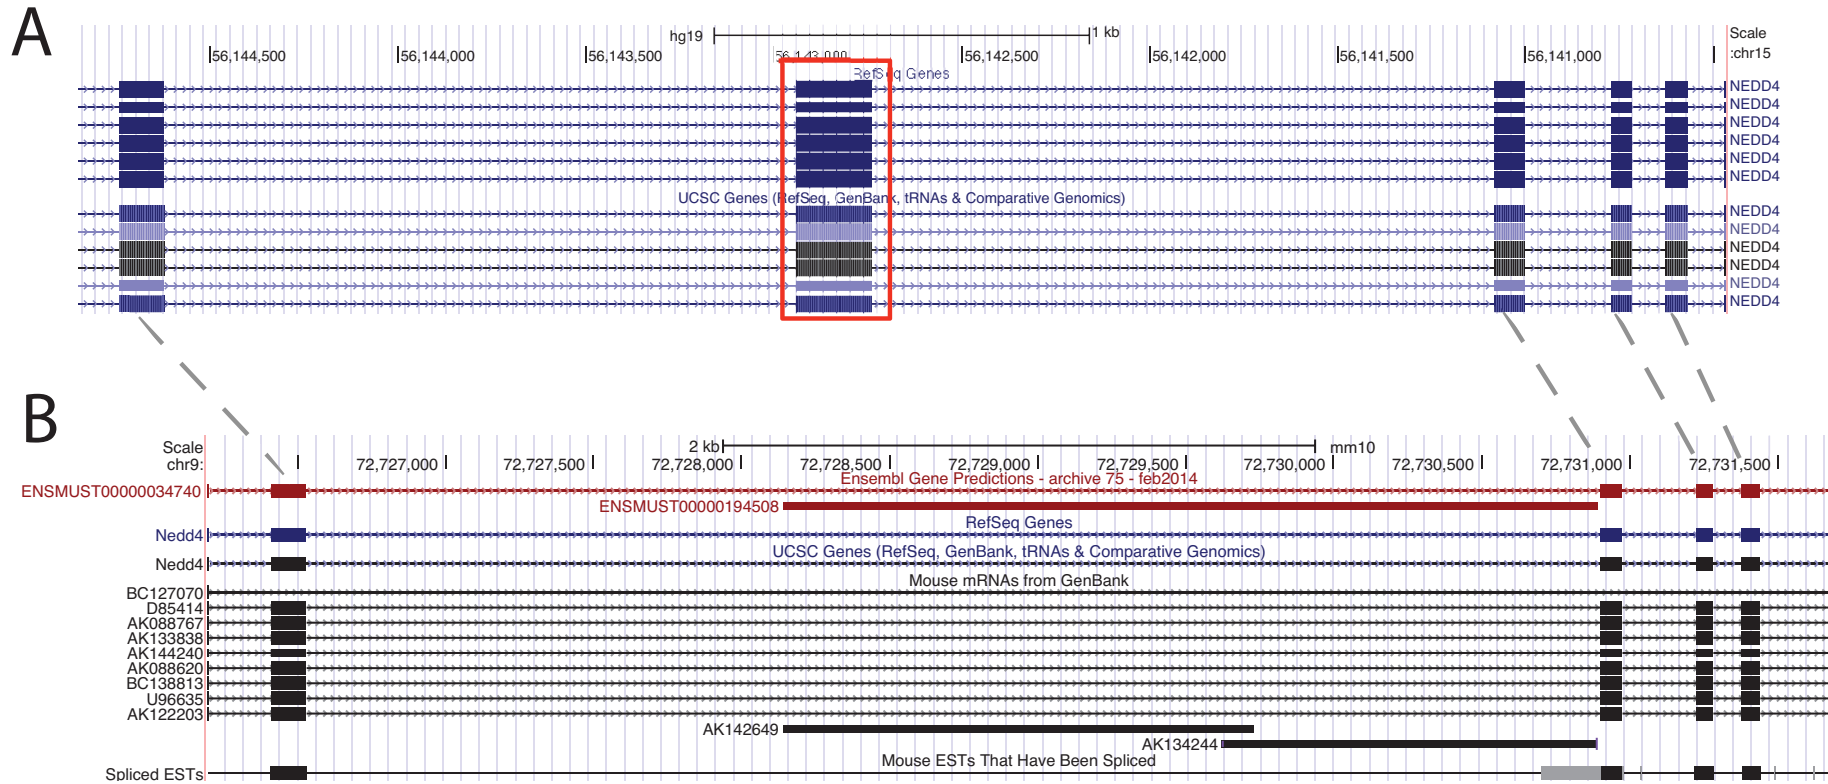 A
hg19 1 kb Scale
56,144,500 56,144,000 56,143,500 56,143,000 56,142,500 56,142,000 56,141,500 56,141,000 :chr15
RefSeq Genes
NEDD4
NEDD4
NEDD4
NEDD4
NEDD4
NEDD4
UCSC Genes (RefSeq, GenBank, tRNAs & Comparative Genomics)
NEDD4
NEDD4
NEDD4
NEDD4
NEDD4
NEDD4
B
Scale 2 kb mm10
chr9: 72,727,000 72,727,500 72,728,000 72,728,500 72,729,000 72,729,500 72,730,000 72,730,500 72,731,000 72,731,500
Ensembl Gene Predictions - archive 75 - feb2014
ENSMUST00000034740
ENSMUST00000194508
RefSeq Genes
Nedd4
UCSC Genes (RefSeq, GenBank, tRNAs & Comparative Genomics)
Nedd4
Mouse mRNAs from GenBank
BC127070
D85414
AK088767
AK133838
AK144240
AK088620
BC138813
U96635
AK122203
AK142649
AK134244
Mouse ESTs That Have Been Spliced
Spliced ESTs